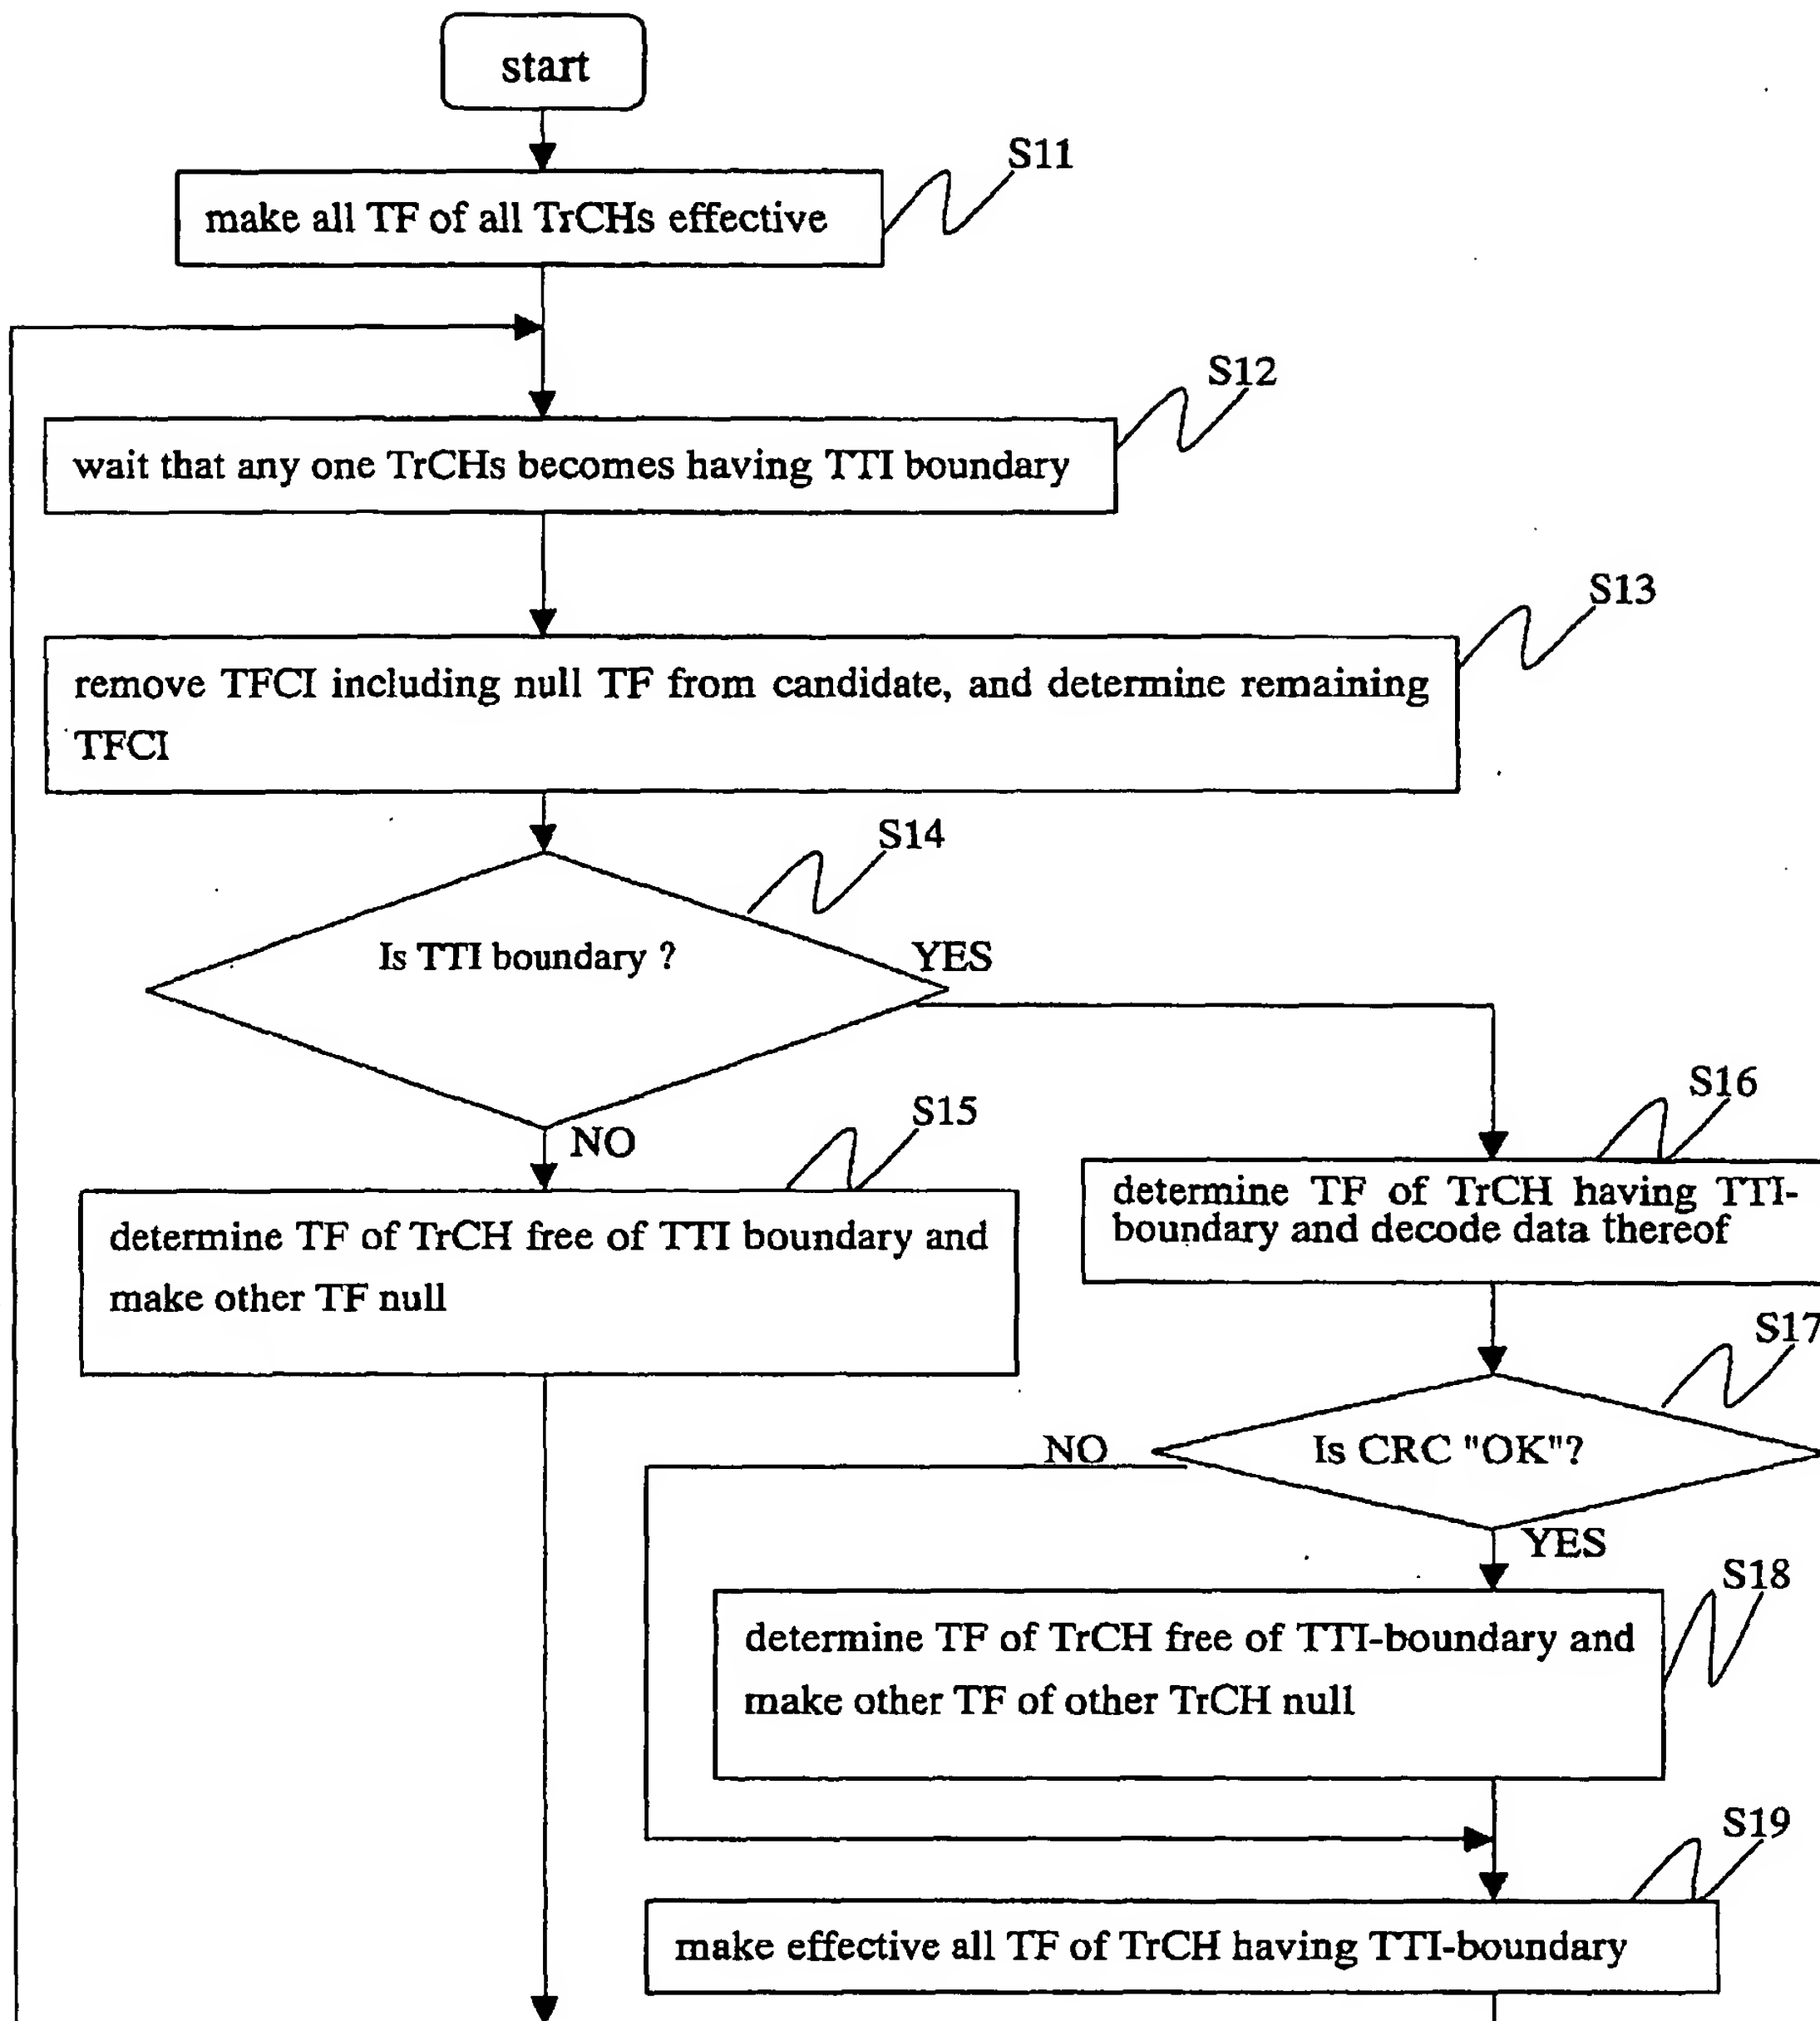 start
S11
make all TF of all TrCHs effective
S12
wait that any one TrCHs becomes having TTI boundary
S13
remove TFCI including null TF from candidate, and determine remaining
TFCI
S14
Is TTI boundary ?
YES
NO
S15
determine TF of TrCH free of TTI boundary and
make other TF null
S16
determine TF of TrCH having TTI-
boundary and decode data thereof
S17
Is CRC "OK"?
NO
YES
S18
determine TF of TrCH free of TTI-boundary and
make other TF of other TrCH null
S19
make effective all TF of TrCH having TTI-boundary